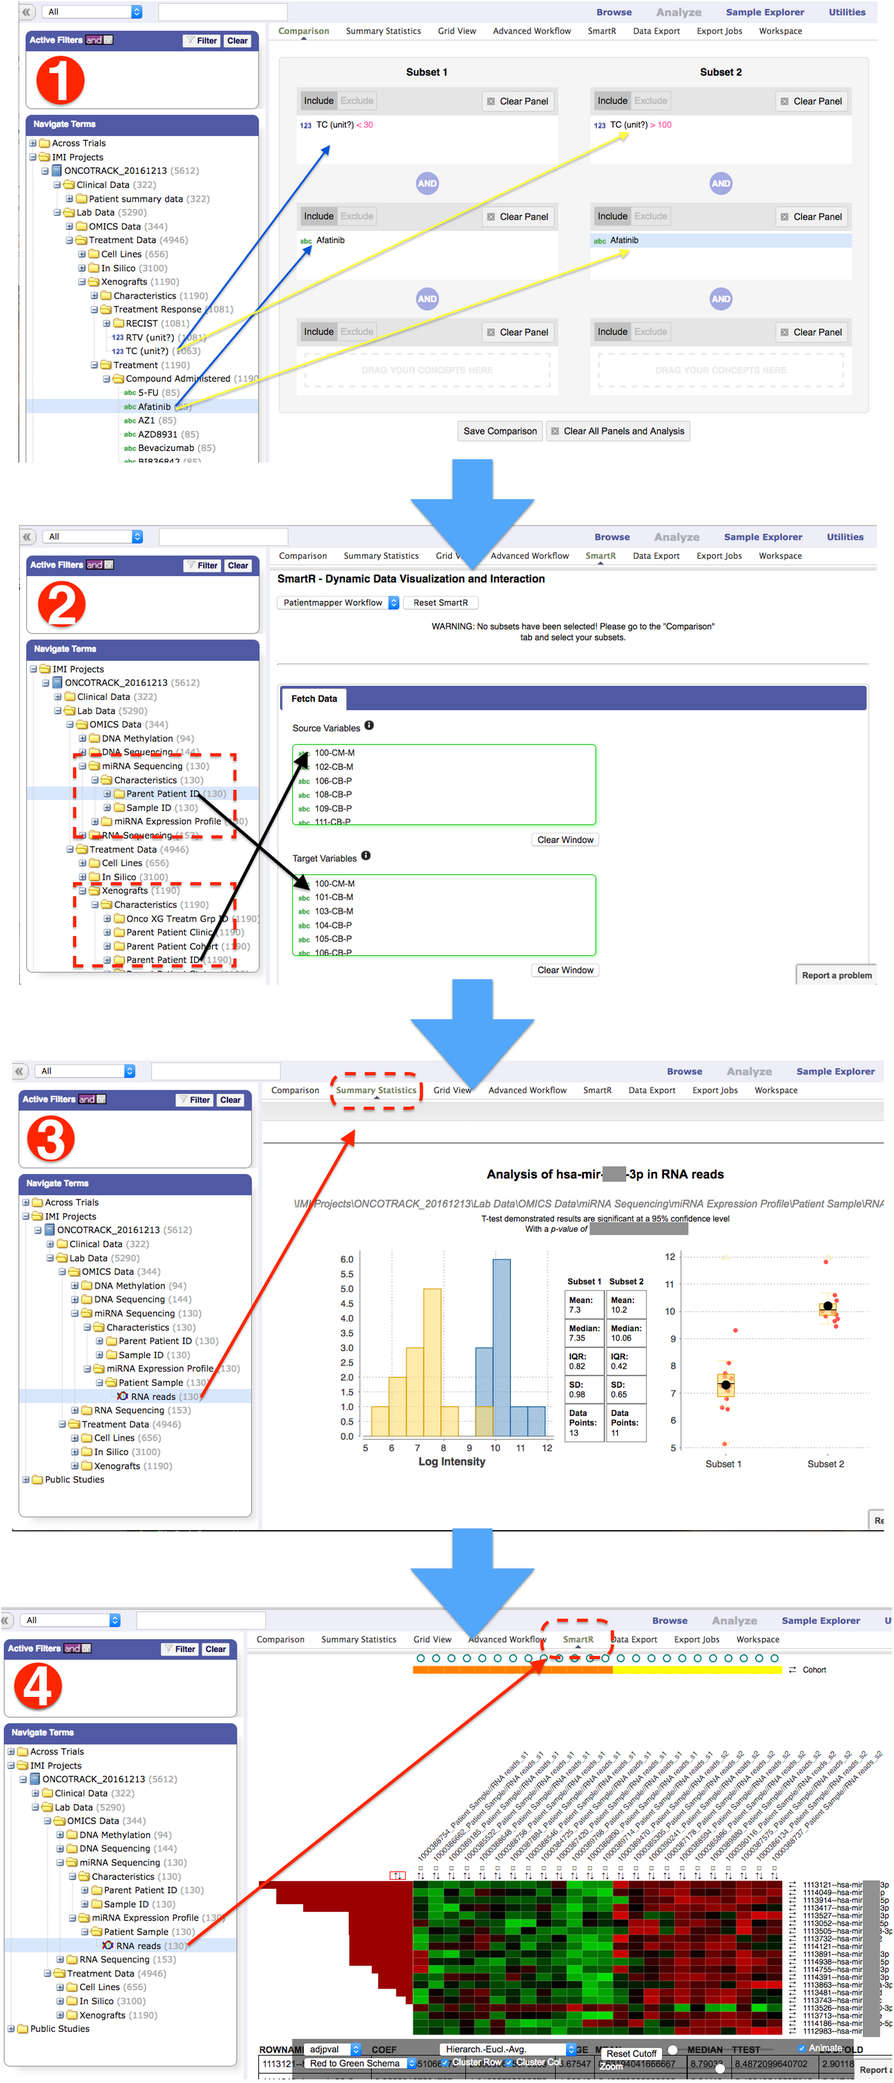 All
Browse Analyze Sample Explorer Utilities
Active Filters and or Filter Clear
Comparison Summary Statistics Grid View Advanced Workflow SmartR Data Export Export Jobs Workspace
1
Subset 1 Subset 2
Include Exclude Clear Panel Include Exclude Clear Panel
123 TC (unit?) < 30 123 TC (unit?) > 100
AND AND
Include Exclude Clear Panel Include Exclude Clear Panel
abc Afatinib abc Afatinib
AND AND
Include Exclude Clear Panel Include Exclude Clear Panel
DRAG YOUR CONCEPTS HERE DRAG YOUR CONCEPTS HERE
Save Comparison Clear All Panels and Analysis
Navigate Terms
Across Trials
IMI Projects
ONCOTRACK_20161213 (5612)
Clinical Data (322)
Patient summary data (322)
Lab Data (5290)
OMICS Data (344)
Treatment Data (4946)
Cell Lines (656)
In Silico (3100)
Xenografts (1190)
Characteristics (1190)
Treatment Response (1081)
RECIST (1081)
123 RTV (unit?) (1081)
123 TC (unit?) (1063)
Treatment (1190)
Compound Administered (1190
abc 5-FU (85)
abc Afatinib (85)
abc AZ1 (85)
abc AZD8931 (85)
abc Bevacizumab (85)
abc BI836842 (85)
All
Browse Analyze Sample Explorer Utilities
Active Filters and or Filter Clear
Comparison Summary Statistics Grid View Advanced Workflow SmartR Data Export Export Jobs Workspace
2
SmartR - Dynamic Data Visualization and Interaction
Patientmapper Workflow Reset SmartR
WARNING: No subsets have been selected! Please go to the "Comparison"
tab and select your subsets.
Fetch Data
Source Variables
abc 100-CM-M
abc 102-CB-M
abc 106-CB-P
abc 108-CB-P
abc 109-CB-P
abc 111-CB-P
Clear Window
Target Variables
100-CM-M
abc 101-CB-M
abc 103-CB-M
abc 104-CB-P
abc 105-CB-P
abc 106-CB-P
Clear Window
Report a problem
Navigate Terms
IMI Projects
ONCOTRACK_20161213 (5612)
Clinical Data (322)
Lab Data (5290)
OMICS Data (344)
DNA Methylation (94)
DNA Sequencing (144)
miRNA Sequencing (130)
Characteristics (130)
Parent Patient ID (130)
Sample ID (130)
miRNA Expression Profile (130)
RNA Sequencing (153)
Treatment Data (4946)
Cell Lines (656)
In Silico (3100)
Xenografts (1190)
Characteristics (1190)
Onco XG Treatm Grp ID (1190)
Parent Patient Clinic (1190)
Parent Patient Cohort (1190)
Parent Patient ID (1190)
All
Browse Analyze Sample Explorer
Active Filters and or Filter Clear
Comparison Summary Statistics Grid View Advanced Workflow SmartR Data Export Export Jobs Workspace
3
Analysis of hsa-mir- -3p in RNA reads
\IMI Projects\ONCOTRACK_20161213\Lab Data\OMICS Data\miRNA Sequencing\miRNA Expression Profile\Patient Sample\RNA
T-test demonstrated results are significant at a 95% confidence level
With a p-value of
6.0
5.5
5.0
4.5
4.0
3.5
3.0
2.5
2.0
1.5
1.0
0.5
0.0
5 6 7 8 9 10 11 12
Log Intensity
Subset 1 Subset 2
Mean: 7.3 Mean: 10.2
Median: 7.35 Median: 10.06
IQR: 0.82 IQR: 0.42
SD: 0.98 SD: 0.65
Data Points: 13 Data Points: 11
12
11
10
9
8
7
6
5
Subset 1 Subset 2
Re
Navigate Terms
Across Trials
IMI Projects
ONCOTRACK_20161213 (5612)
Clinical Data (322)
Lab Data (5290)
OMICS Data (344)
DNA Methylation (94)
DNA Sequencing (144)
miRNA Sequencing (130)
Characteristics (130)
Parent Patient ID (130)
Sample ID (130)
miRNA Expression Profile (130)
Patient Sample (130)
RNA reads (130)
RNA Sequencing (153)
Treatment Data (4946)
Cell Lines (656)
In Silico (3100)
Xenografts (1190)
Public Studies
All
Browse Analyze Sample Explorer U
Active Filters and or Filter Clear
Comparison Summary Statistics Grid View Advanced Workflow SmartR Data Export Export Jobs Workspace
4
Cohort
Navigate Terms
Across Trials
IMI Projects
ONCOTRACK_20161213 (5612)
Clinical Data (322)
Lab Data (5290)
OMICS Data (344)
DNA Methylation (94)
DNA Sequencing (144)
miRNA Sequencing (130)
Characteristics (130)
Parent Patient ID (130)
Sample ID (130)
miRNA Expression Profile (130)
Patient Sample (130)
RNA reads (130)
RNA Sequencing (153)
Treatment Data (4946)
Cell Lines (656)
In Silico (3100)
Xenografts (1190)
Public Studies
1113121--hsa-mir 3p
1114049--hsa-mir p
1113914--hsa-mir 5p
1113417--hsa-mir 3p
1113527--hsa-mir
1113052--hsa-mir 5p
1113505--hsa-mir -3p
1113732--hsa-mir
1114121--hsa-mir
1113891--hsa-mir 3p
1114938--hsa-mir 5p
1114755--hsa-mir 3p
1114391--hsa-mir 3p
1113863--hsa-mir -3p
1113481--hsa-mir
1113743--hsa-mir
1113526--hsa-mir -3p
1113713--hsa-mir p
1114186--hsa-mir -5p
1112983--hsa-mir
ROWNAM adjpval COEF Hierarch.-Eucl.-Avg. GE MEDIAN TTEST FOLD
Reset Cutoff Animate
1113121- Red to Green Schema Cluster Row Cluster Col Zoom 8.79033 8.4872099640702 2.90118
Report a